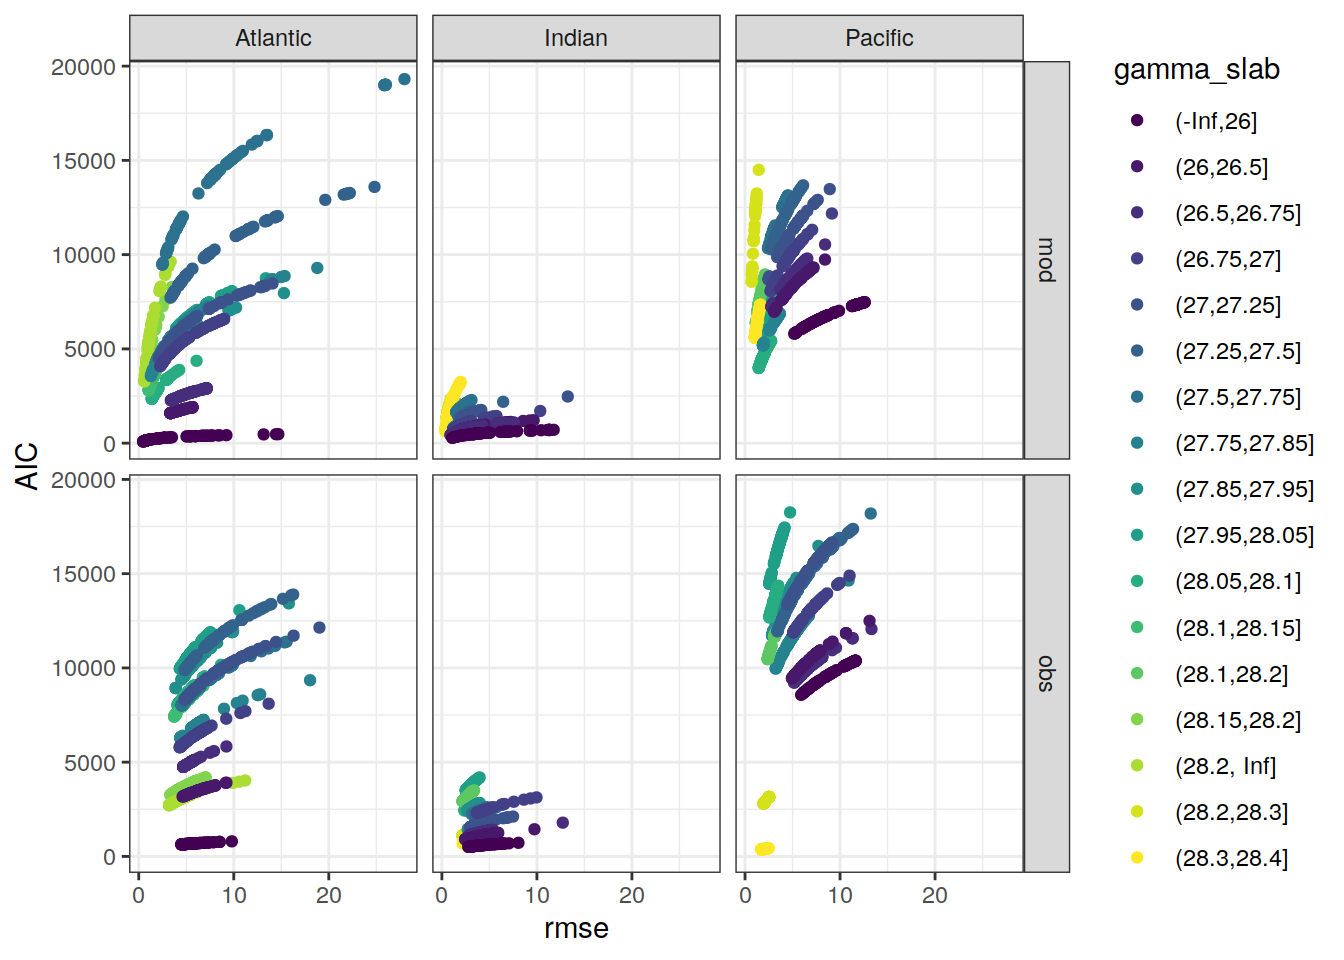 Atlantic
Indian
Pacific
gamma_slab
AIC
20000
15000
10000
5000
0
mod
20000
15000
10000
5000
0
obs
0 10 20
0 10 20
0 10 20
rmse
(-Inf,26]
(26,26.5]
(26.5,26.75]
(26.75,27]
(27,27.25]
(27.25,27.5]
(27.5,27.75]
(27.75,27.85]
(27.85,27.95]
(27.95,28.05]
(28.05,28.1]
(28.1,28.15]
(28.1,28.2]
(28.15,28.2]
(28.2, Inf]
(28.2,28.3]
(28.3,28.4]